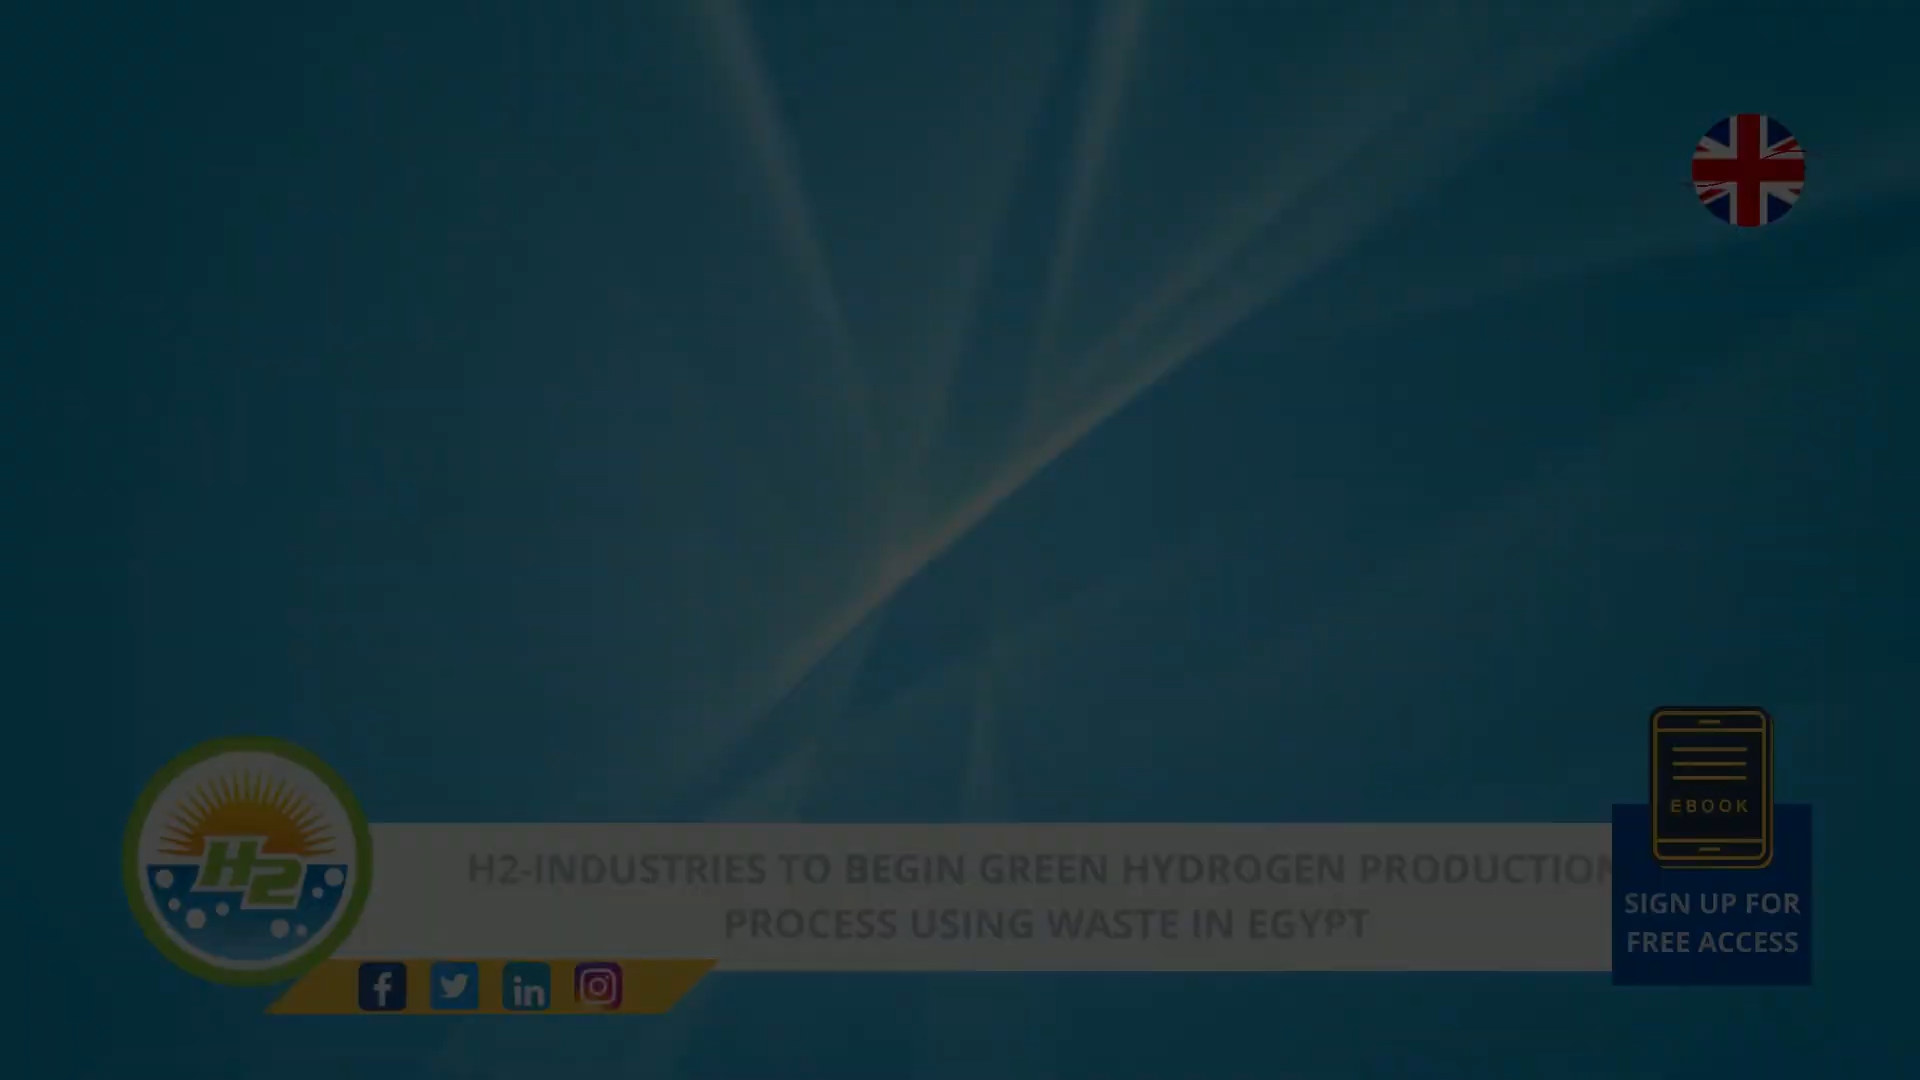 H2-INDUSTRIES TO BEGIN GREEN HYDROGEN PRODUCTION
PROCESS USING WASTE IN EGYPT
H2
EBOOK
SIGN UP FOR
FREE ACCESS
f
in